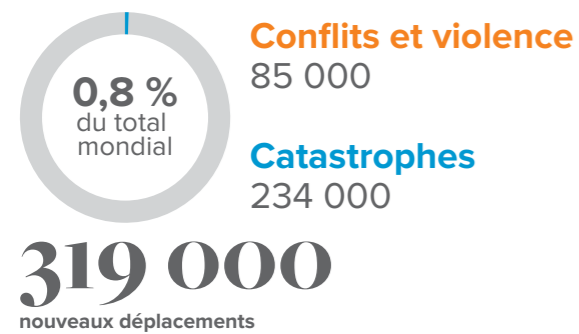 0,8 %
du total
mondial
Conflits et violence
85 000
Catastrophes
234 000
319 000
nouveaux déplacements